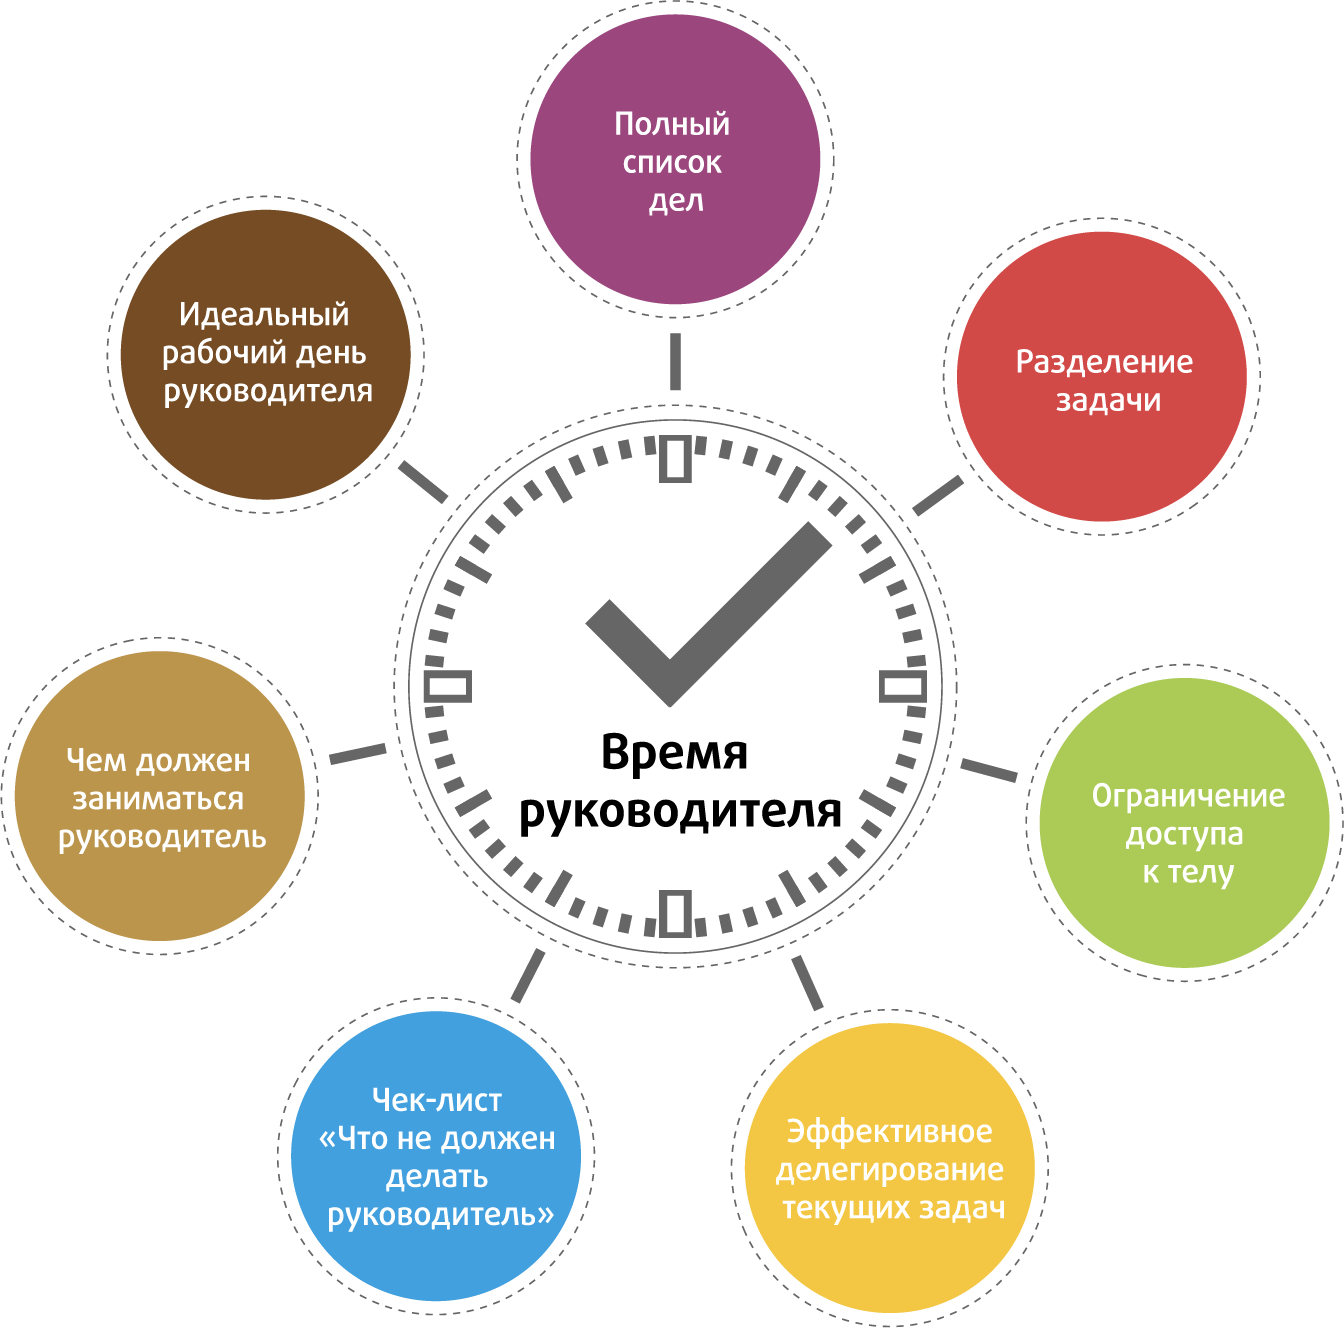 Полный
список
дел
Разделение
задачи
Ограничение
доступа
к телу
Эффективное
делегирование
текущих задач
Чек-лист
«Что не должен
делать
руководитель»
Чем должен
заниматься
руководитель
Идеальный
рабочий день
руководителя
Время
руководителя